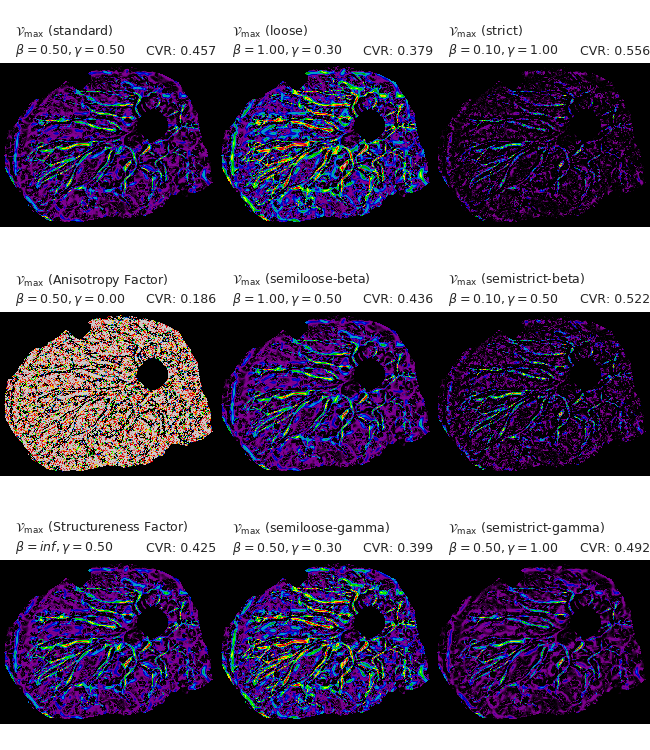 𝒱max (standard) 𝒱max (loose) 𝒱max (strict)
β = 0.50, γ = 0.50 CVR: 0.457 β = 1.00, γ = 0.30 CVR: 0.379 β = 0.10, γ = 1.00 CVR: 0.556
𝒱max (Anisotropy Factor) 𝒱max (semiloose-beta) 𝒱max (semistrict-beta)
β = 0.50, γ = 0.00 CVR: 0.186 β = 1.00, γ = 0.50 CVR: 0.436 β = 0.10, γ = 0.50 CVR: 0.522
𝒱max (Structureness Factor) 𝒱max (semiloose-gamma) 𝒱max (semistrict-gamma)
β = inf, γ = 0.50 CVR: 0.425 β = 0.50, γ = 0.30 CVR: 0.399 β = 0.50, γ = 1.00 CVR: 0.492